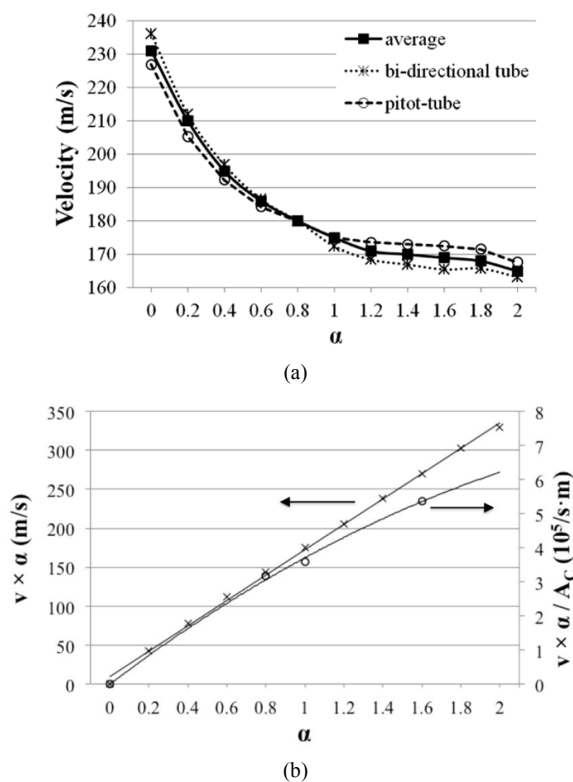 240
230
220
210
200
190
180
170
160
Velocity (m/s)
average
bi-directional tube
pitot-tube
0 0.2 0.4 0.6 0.8 1 1.2 1.4 1.6 1.8 2
α
(a)
350
300
250
200
150
100
50
0
v × α (m/s)
8
7
6
5
4
3
2
1
0
v × α / A_C (10⁵/s·m)
0 0.2 0.4 0.6 0.8 1 1.2 1.4 1.6 1.8 2
α
(b)